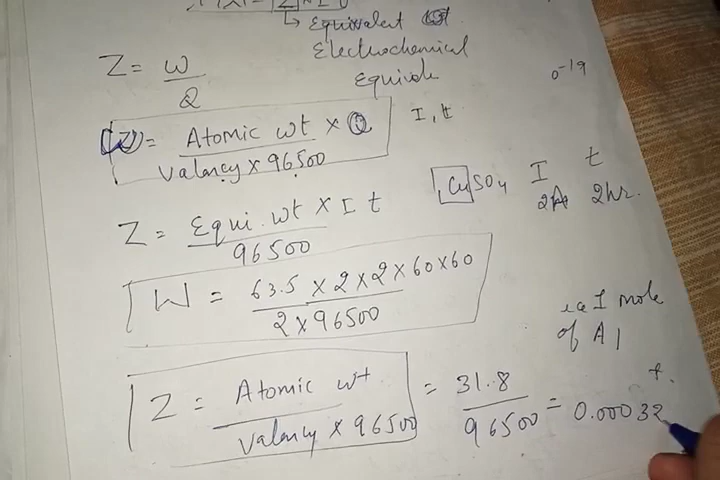 Z I t
Equivalent
Electrochemical
Z = w / Q
0-19
(W) = Atomic wt × Q / Valancy × 96500
I, t
CuSO4 I t
2A 2hr.
Z = Equi. wt × I t / 96500
W = 63.5 × 2 × 2 × 60 × 60 / 2 × 96500
1 mole
of Al
Z = Atomic wt / Valancy × 96500 = 31.8 / 96500 = 0.00032